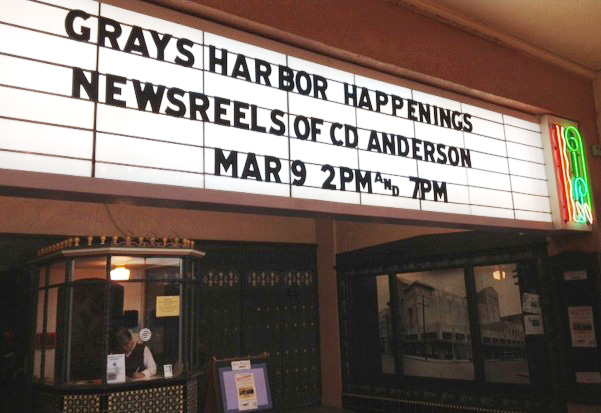 GRAYS HARBOR HAPPENINGS
NEWSREELS OF CD ANDERSON
MAR 9 2PM AND 7PM